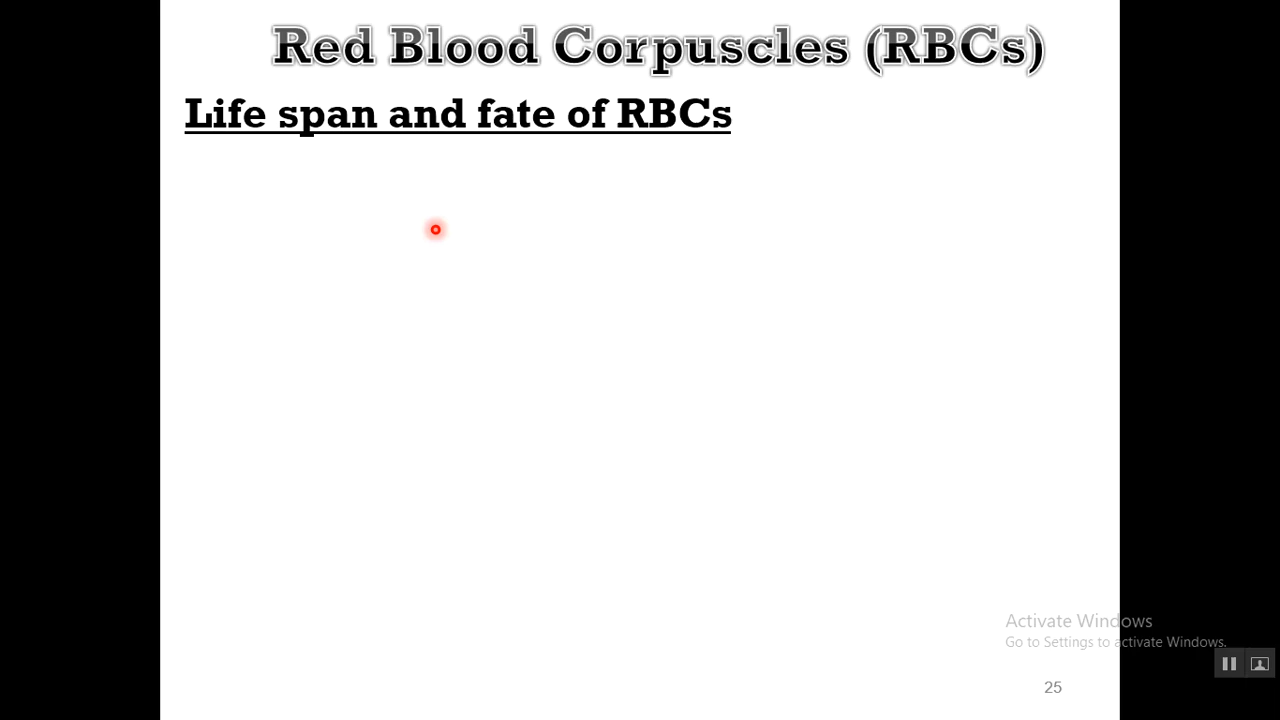 Red Blood Corpuscles (RBCs)
Life span and fate of RBCs
Activate Windows
Go to Settings to activate Windows.
25